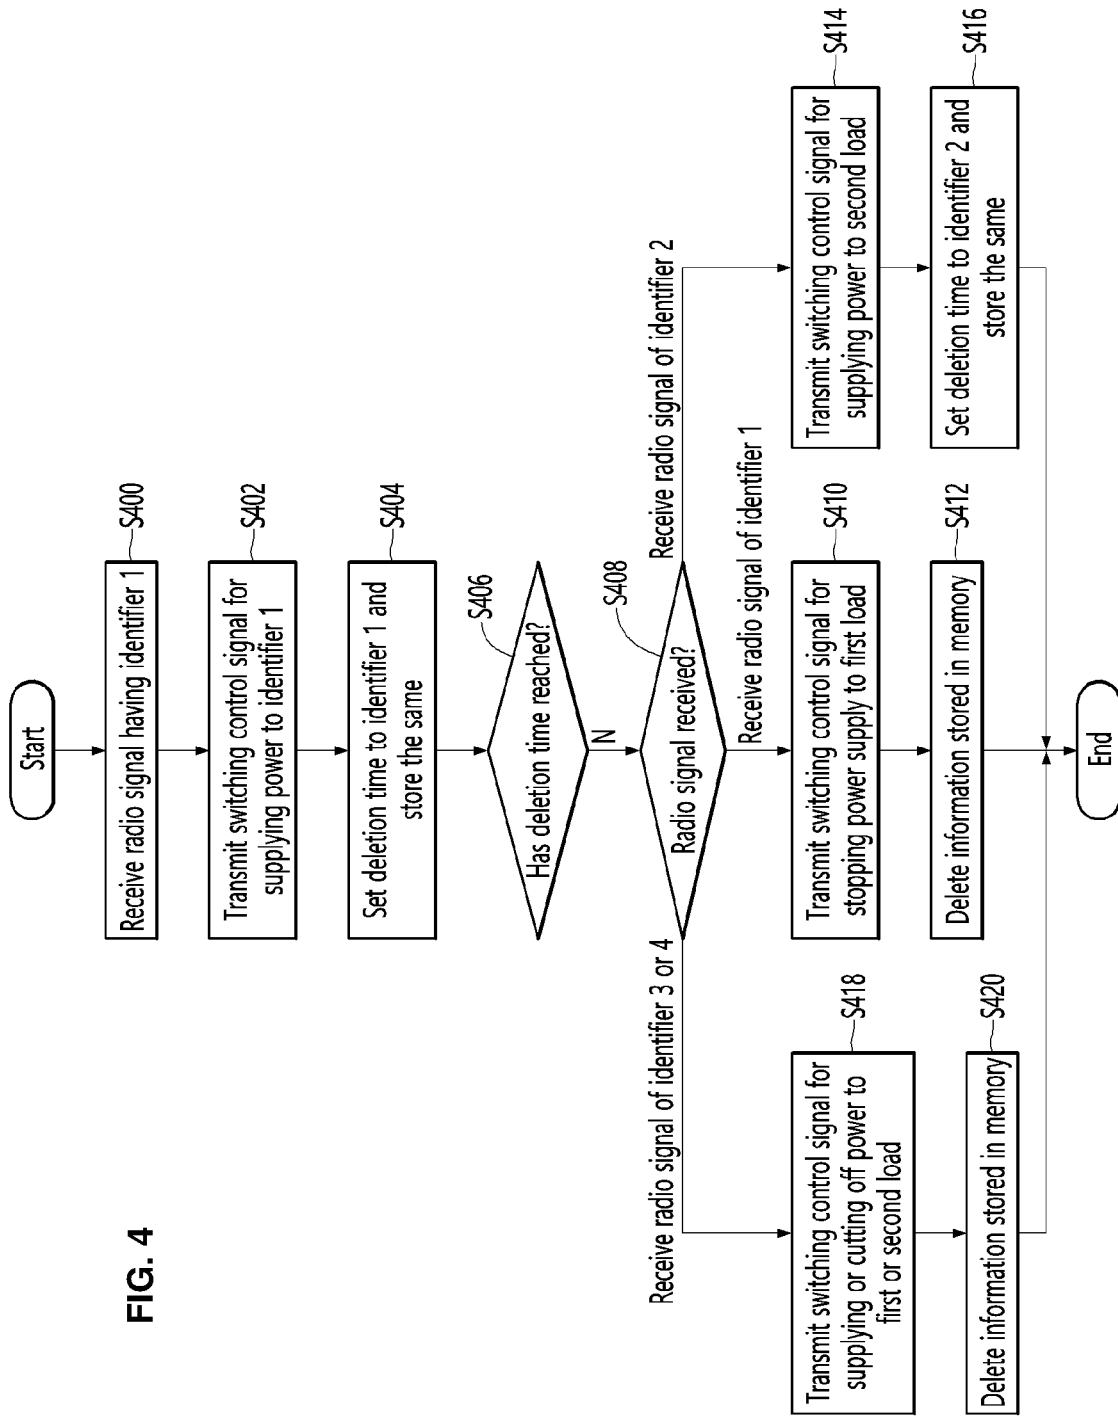 FIG. 4
Start
Receive radio signal having identifier 1
S400
Transmit switching control signal for
supplying power to identifier 1
S402
Set deletion time to identifier 1 and
store the same
S404
Has deletion time reached?
S406
N
Radio signal received?
S408
Receive radio signal of identifier 3 or 4
Receive radio signal of identifier 1
Receive radio signal of identifier 2
Transmit switching control signal for
supplying or cutting off power to
first or second load
S418
Delete information stored in memory
S420
Transmit switching control signal for
stopping power supply to first load
S410
Delete information stored in memory
S412
Transmit switching control signal for
supplying power to second load
S414
Set deletion time to identifier 2 and
store the same
S416
End